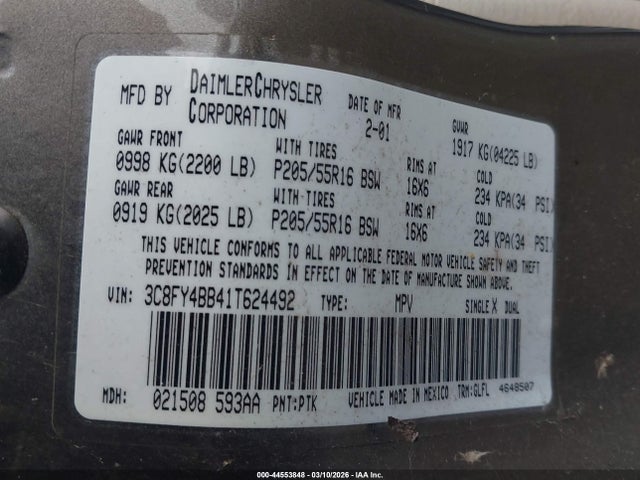 MFD BY DAIMLERCHRYSLER CORPORATION DATE OF MFR 2-01 GVWR 1917 KG(04225 LB)
GAWR FRONT WITH TIRES RIMS AT COLD
0998 KG(2200 LB) P205/55R16 BSW 16X6 234 KPA(34 PSI)
GAWR REAR WITH TIRES RIMS AT COLD
0919 KG(2025 LB) P205/55R16 BSW 16X6 234 KPA(34 PSI
THIS VEHICLE CONFORMS TO ALL APPLICABLE FEDERAL MOTOR VEHICLE SAFETY AND THEFT
PREVENTION STANDARDS IN EFFECT ON THE DATE OF MANUFACTURE SHOWN ABOVE.
VIN: 3C8FY4BB41T624492 TYPE: MPV SINGLE X DUAL
MDH: 021508 593AA PNT:PTK VEHICLE MADE IN MEXICO TRM:GLFL 4648507
000-44553848 - 03/10/2026 - IAA Inc.